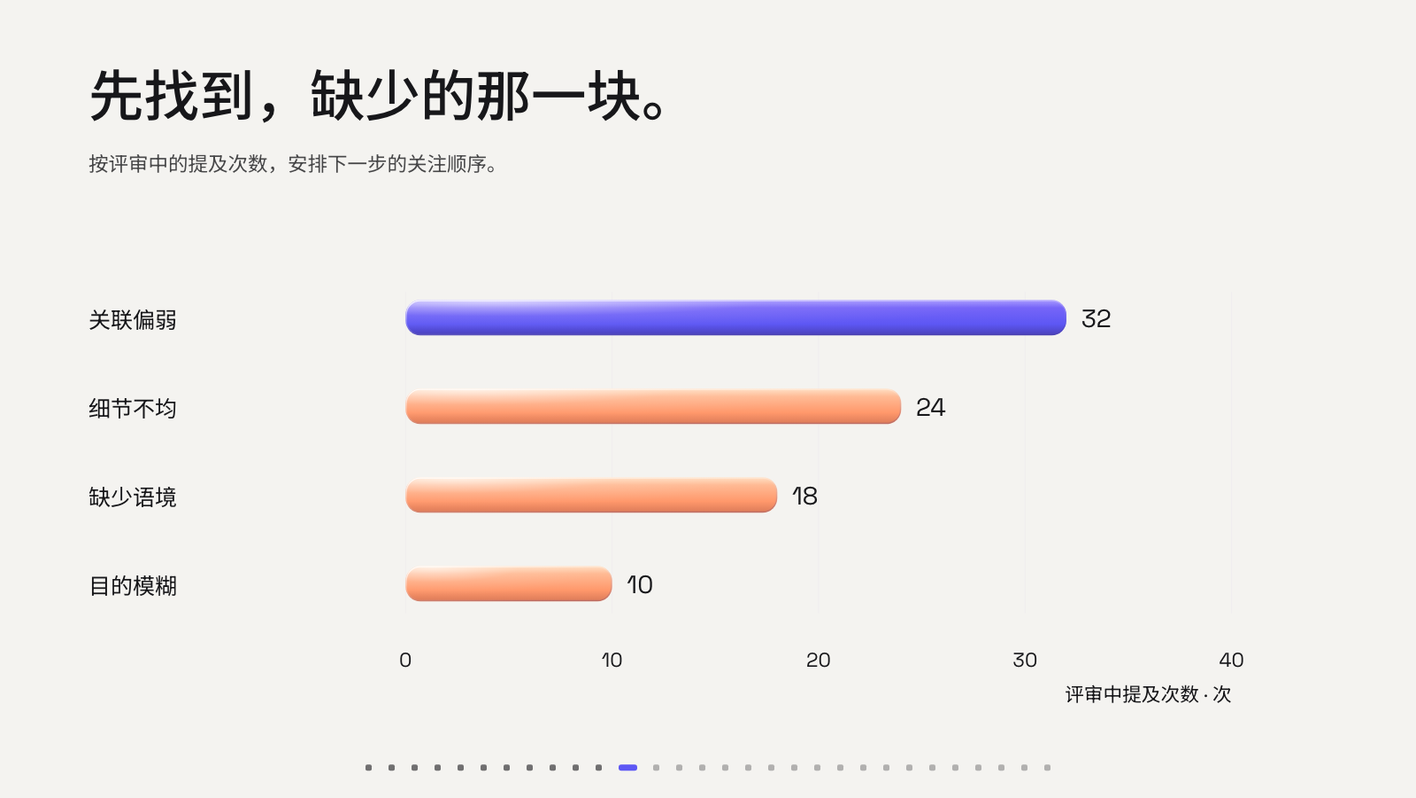 先找到，缺少的那一块。
按评审中的提及次数，安排下一步的关注顺序。
关联偏弱 32
细节不均 24
缺少语境 18
目的模糊 10
0 10 20 30 40
评审中提及次数 · 次